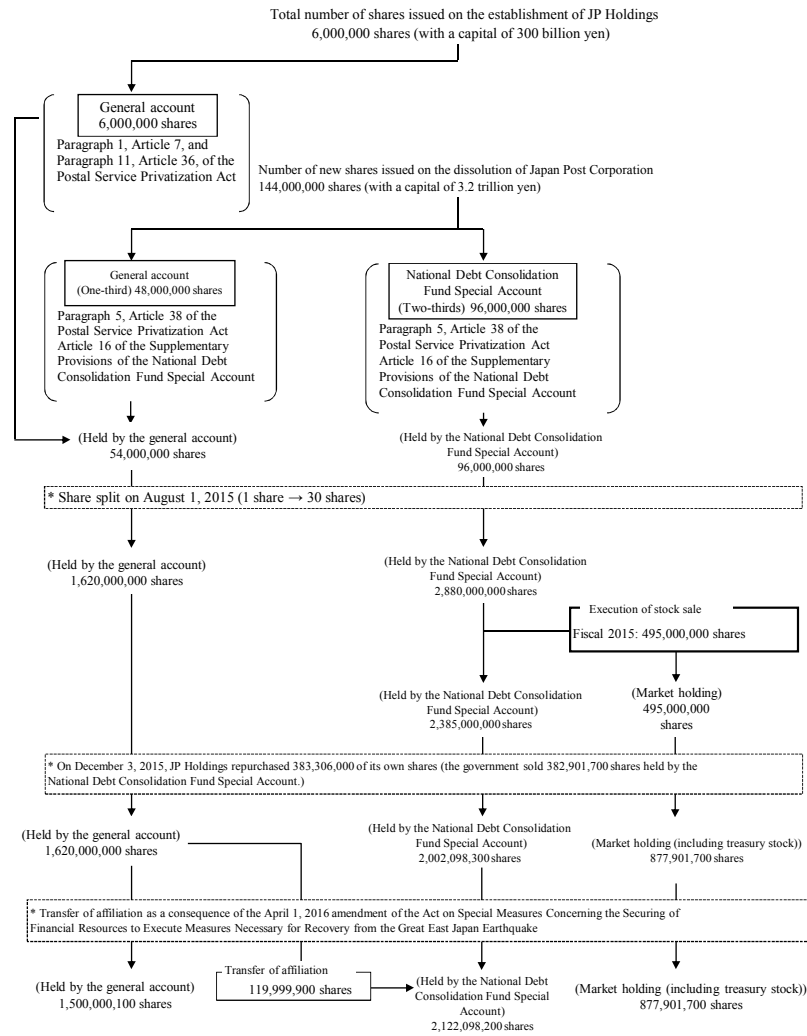 Total number of shares issued on the establishment of JP Holdings
6,000,000 shares (with a capital of 300 billion yen)
General account
6,000,000 shares
Paragraph 1, Article 7, and
Paragraph 11, Article 36, of the
Postal Service Privatization Act
Number of new shares issued on the dissolution of Japan Post Corporation
144,000,000 shares (with a capital of 3.2 trillion yen)
General account
(One-third) 48,000,000 shares
Paragraph 5, Article 38 of the
Postal Service Privatization Act
Article 16 of the Supplementary
Provisions of the National Debt
Consolidation Fund Special Account
National Debt Consolidation
Fund Special Account
(Two-thirds) 96,000,000 shares
Paragraph 5, Article 38 of the
Postal Service Privatization Act
Article 16 of the Supplementary
Provisions of the National Debt
Consolidation Fund Special Account
(Held by the general account)
54,000,000 shares
(Held by the National Debt Consolidation
Fund Special Account)
96,000,000 shares
* Share split on August 1, 2015 (1 share → 30 shares)
(Held by the general account)
1,620,000,000 shares
(Held by the National Debt Consolidation
Fund Special Account)
2,880,000,000 shares
Execution of stock sale
Fiscal 2015: 495,000,000 shares
(Held by the National Debt Consolidation
Fund Special Account)
2,385,000,000 shares
(Market holding)
495,000,000
shares
* On December 3, 2015, JP Holdings repurchased 383,306,000 of its own shares (the government sold 382,901,700 shares held by the
National Debt Consolidation Fund Special Account.)
(Held by the general account)
1,620,000,000 shares
(Held by the National Debt Consolidation
Fund Special Account)
2,002,098,300 shares
(Market holding (including treasury stock))
877,901,700 shares
* Transfer of affiliation as a consequence of the April 1, 2016 amendment of the Act on Special Measures Concerning the Securing of
Financial Resources to Execute Measures Necessary for Recovery from the Great East Japan Earthquake
(Held by the general account)
1,500,000,100 shares
Transfer of affiliation
119,999,900 shares
(Held by the National Debt
Consolidation Fund Special
Account)
2,122,098,200 shares
(Market holding (including treasury stock))
877,901,700 shares